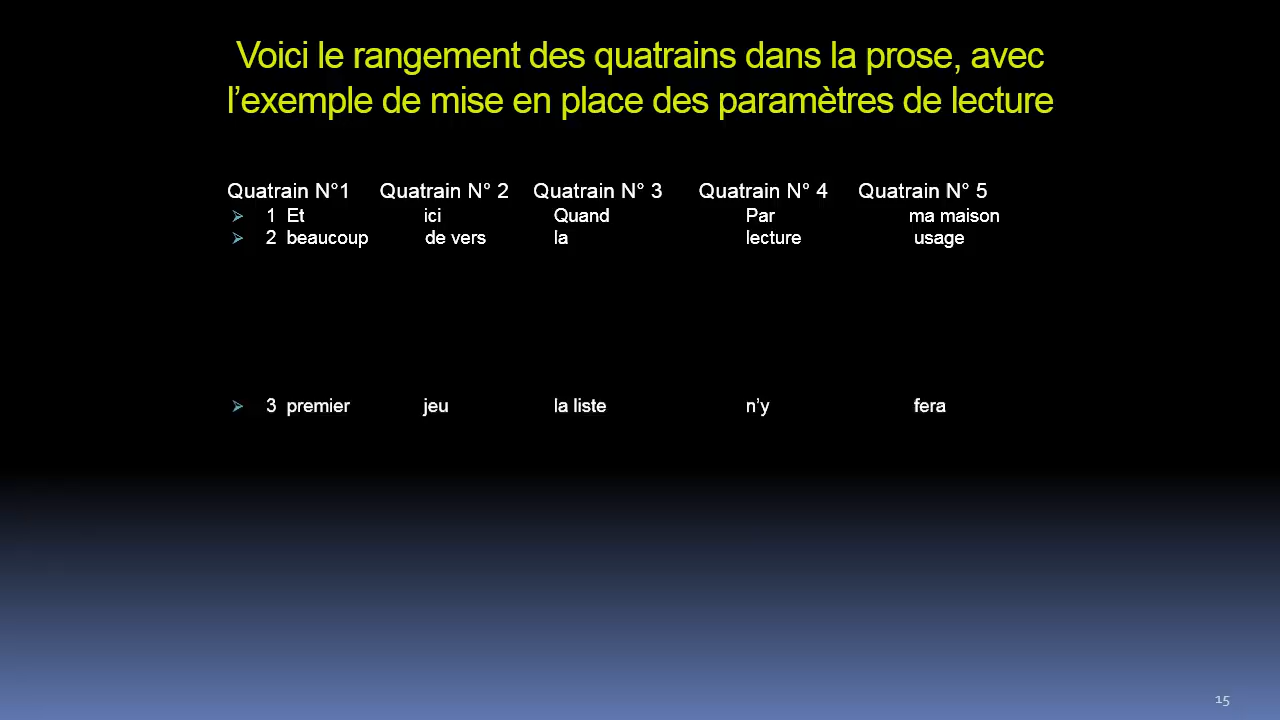 Voici le rangement des quatrains dans la prose, avec
l’exemple de mise en place des paramètres de lecture
Quatrain N°1 Quatrain N° 2 Quatrain N° 3 Quatrain N° 4 Quatrain N° 5
1 Et ici Quand Par ma maison
2 beaucoup de vers la lecture usage
3 premier jeu la liste n’y fera
15